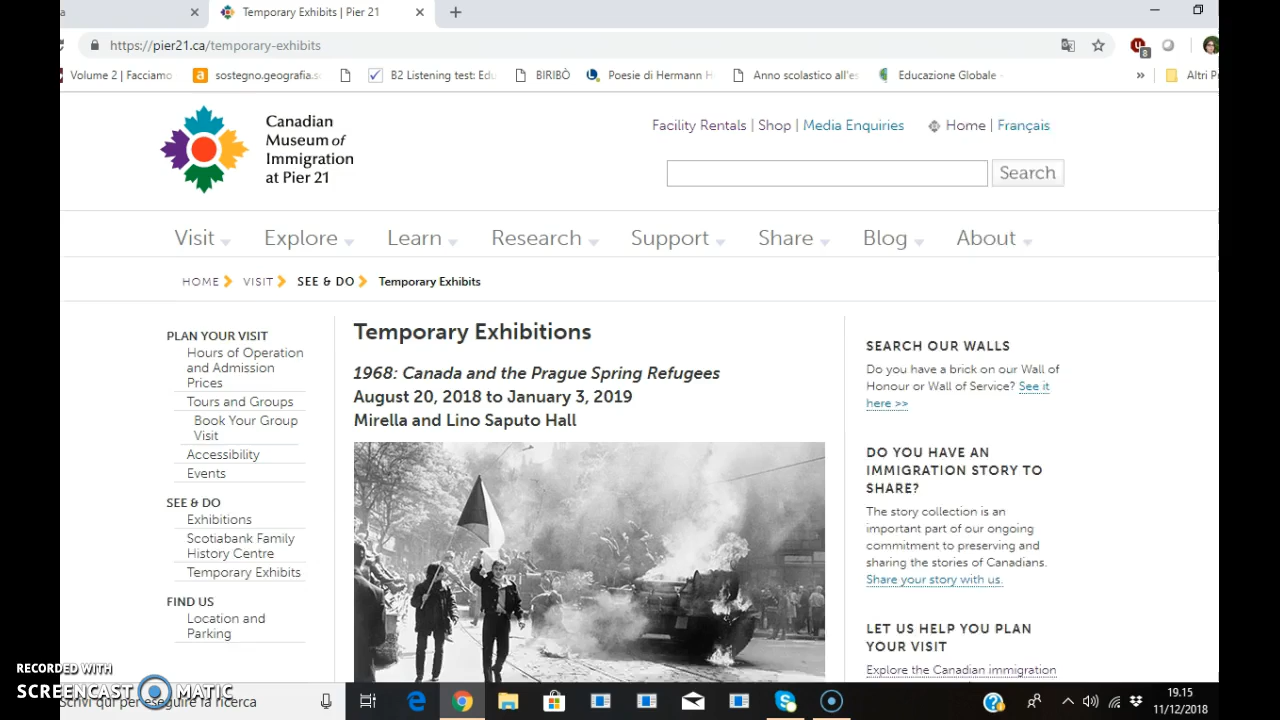 a
Temporary Exhibits | Pier 21
https://pier21.ca/temporary-exhibits
8
Volume 2 | Facciamo
sostegno.geografia.s
B2 Listening test: Edu
BIRIBÒ
Poesie di Hermann H
Anno scolastico all'es
Educazione Globale -
»
Altri P
Canadian
Museum of
Immigration
at Pier 21
Facility Rentals | Shop | Media Enquiries
Home | Français
Search
Visit
Explore
Learn
Research
Support
Share
Blog
About
HOME
VISIT
SEE & DO
Temporary Exhibits
PLAN YOUR VISIT
Hours of Operation
and Admission
Prices
Tours and Groups
Book Your Group
Visit
Accessibility
Events
SEE & DO
Exhibitions
Scotiabank Family
History Centre
Temporary Exhibits
FIND US
Location and
Parking
Temporary Exhibitions
1968: Canada and the Prague Spring Refugees
August 20, 2018 to January 3, 2019
Mirella and Lino Saputo Hall
SEARCH OUR WALLS
Do you have a brick on our Wall of
Honour or Wall of Service? See it
here >>
DO YOU HAVE AN
IMMIGRATION STORY TO
SHARE?
The story collection is an
important part of our ongoing
commitment to preserving and
sharing the stories of Canadians.
Share your story with us.
LET US HELP YOU PLAN
YOUR VISIT
Explore the Canadian immigration
RECORDED WITH
SCREENCAST MATIC
Scrivi qui per eseguire la ricerca
19.15
11/12/2018